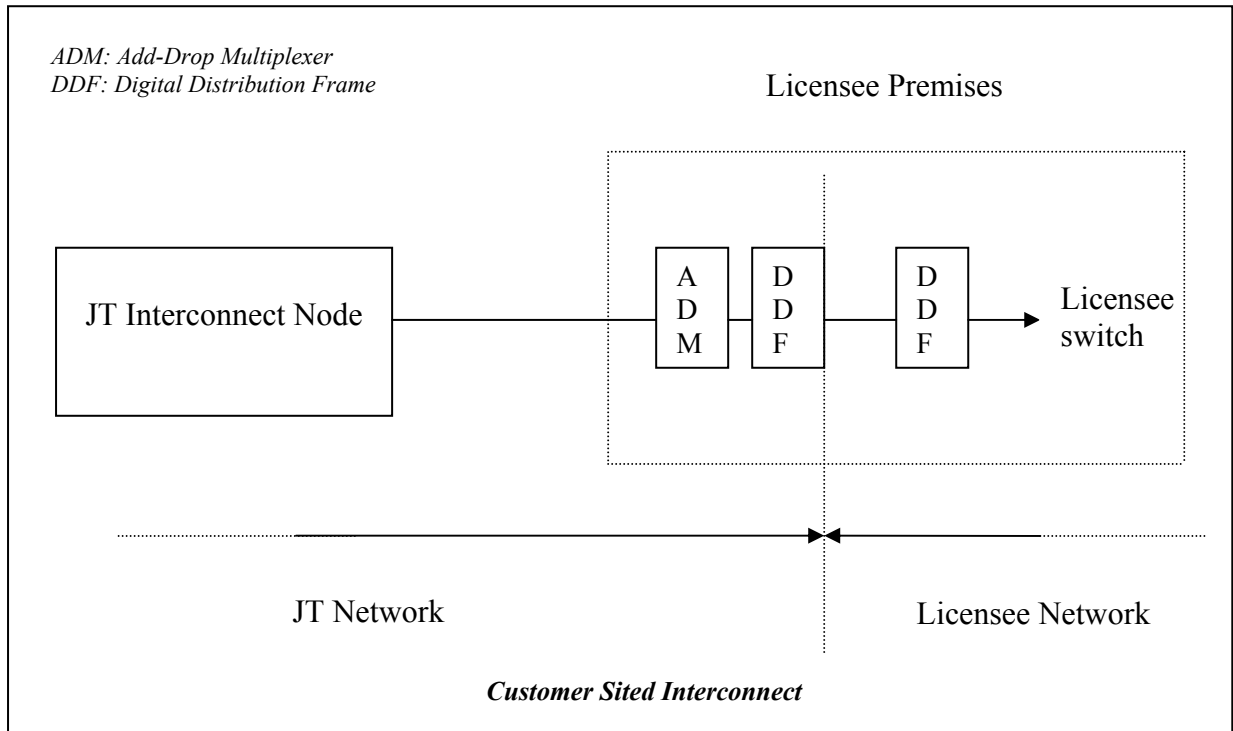 ADM: Add-Drop Multiplexer
DDF: Digital Distribution Frame
Licensee Premises
JT Interconnect Node
A
D
M
D
D
F
D
D
F
Licensee
switch
JT Network
Licensee Network
Customer Sited Interconnect